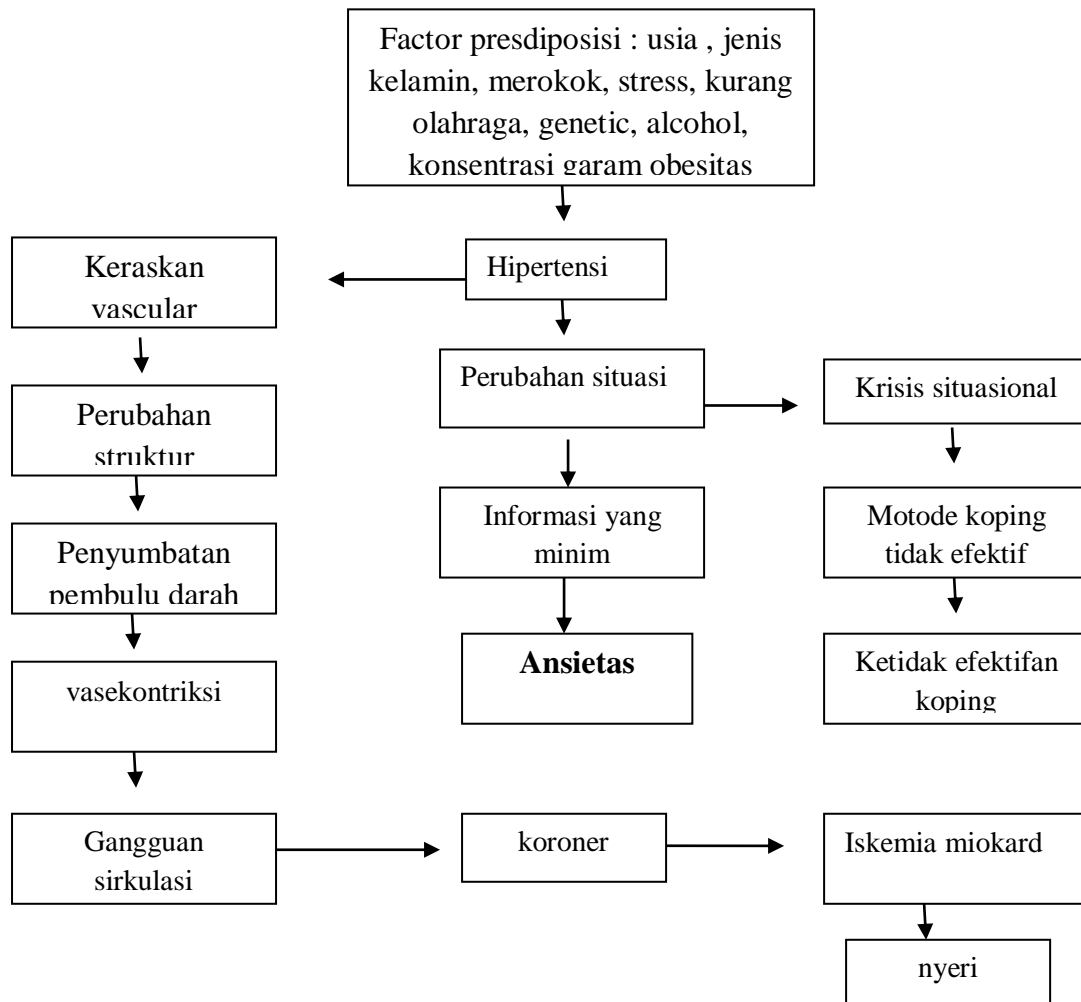 Factor presdiposisi : usia , jenis
kelamin, merokok, stress, kurang
olahraga, genetic, alcohol,
konsentrasi garam obesitas
Hipertensi
Keraskan
vascular
Perubahan situasi
Krisis situasional
Perubahan
struktur
Informasi yang
minim
Motode koping
tidak efektif
Penyumbatan
pembulu darah
Ansietas
Ketidak efektifan
koping
vasekontriksi
Gangguan
sirkulasi
koroner
Iskemia miokard
nyeri